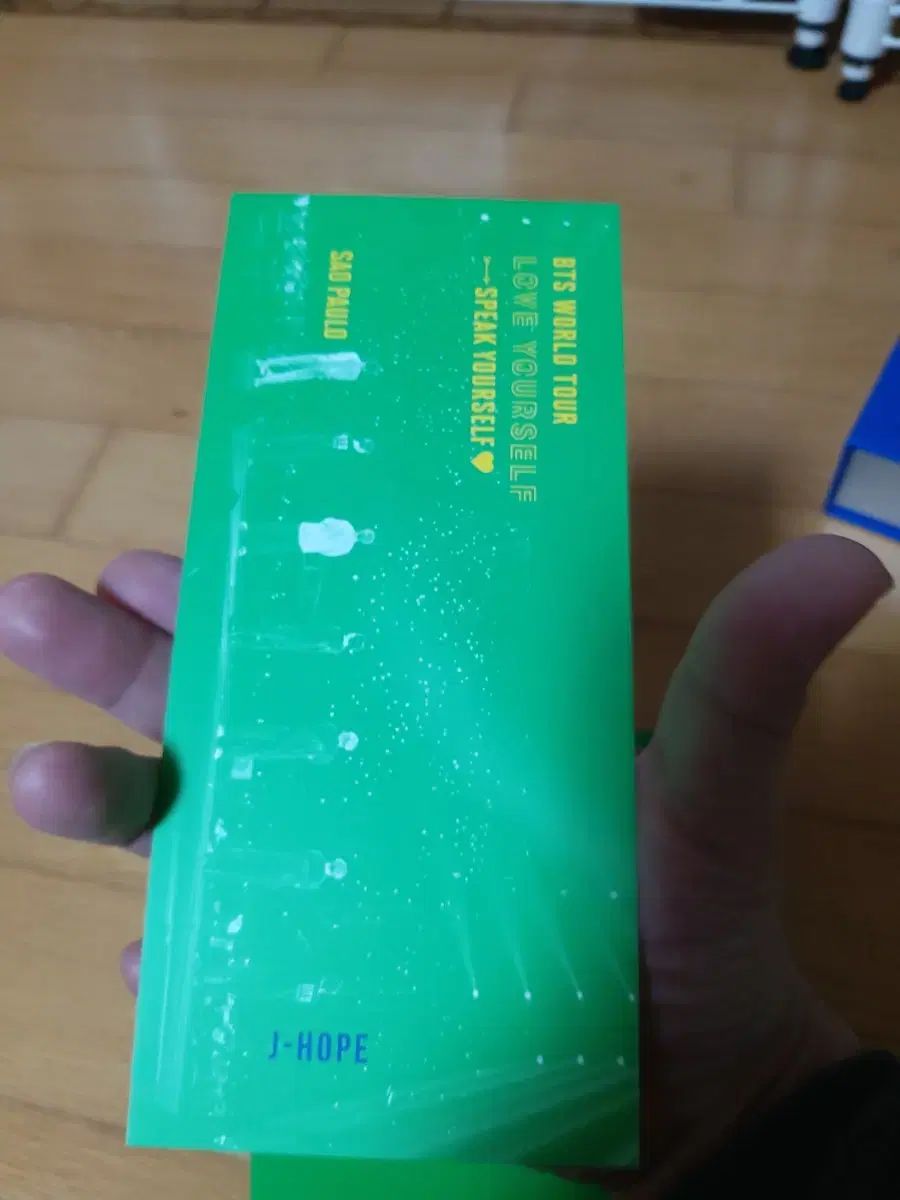 BTS WORLD TOUR
LOVE YOURSELF
SPEAK YOURSELF
SAO PAULO
J-HOPE